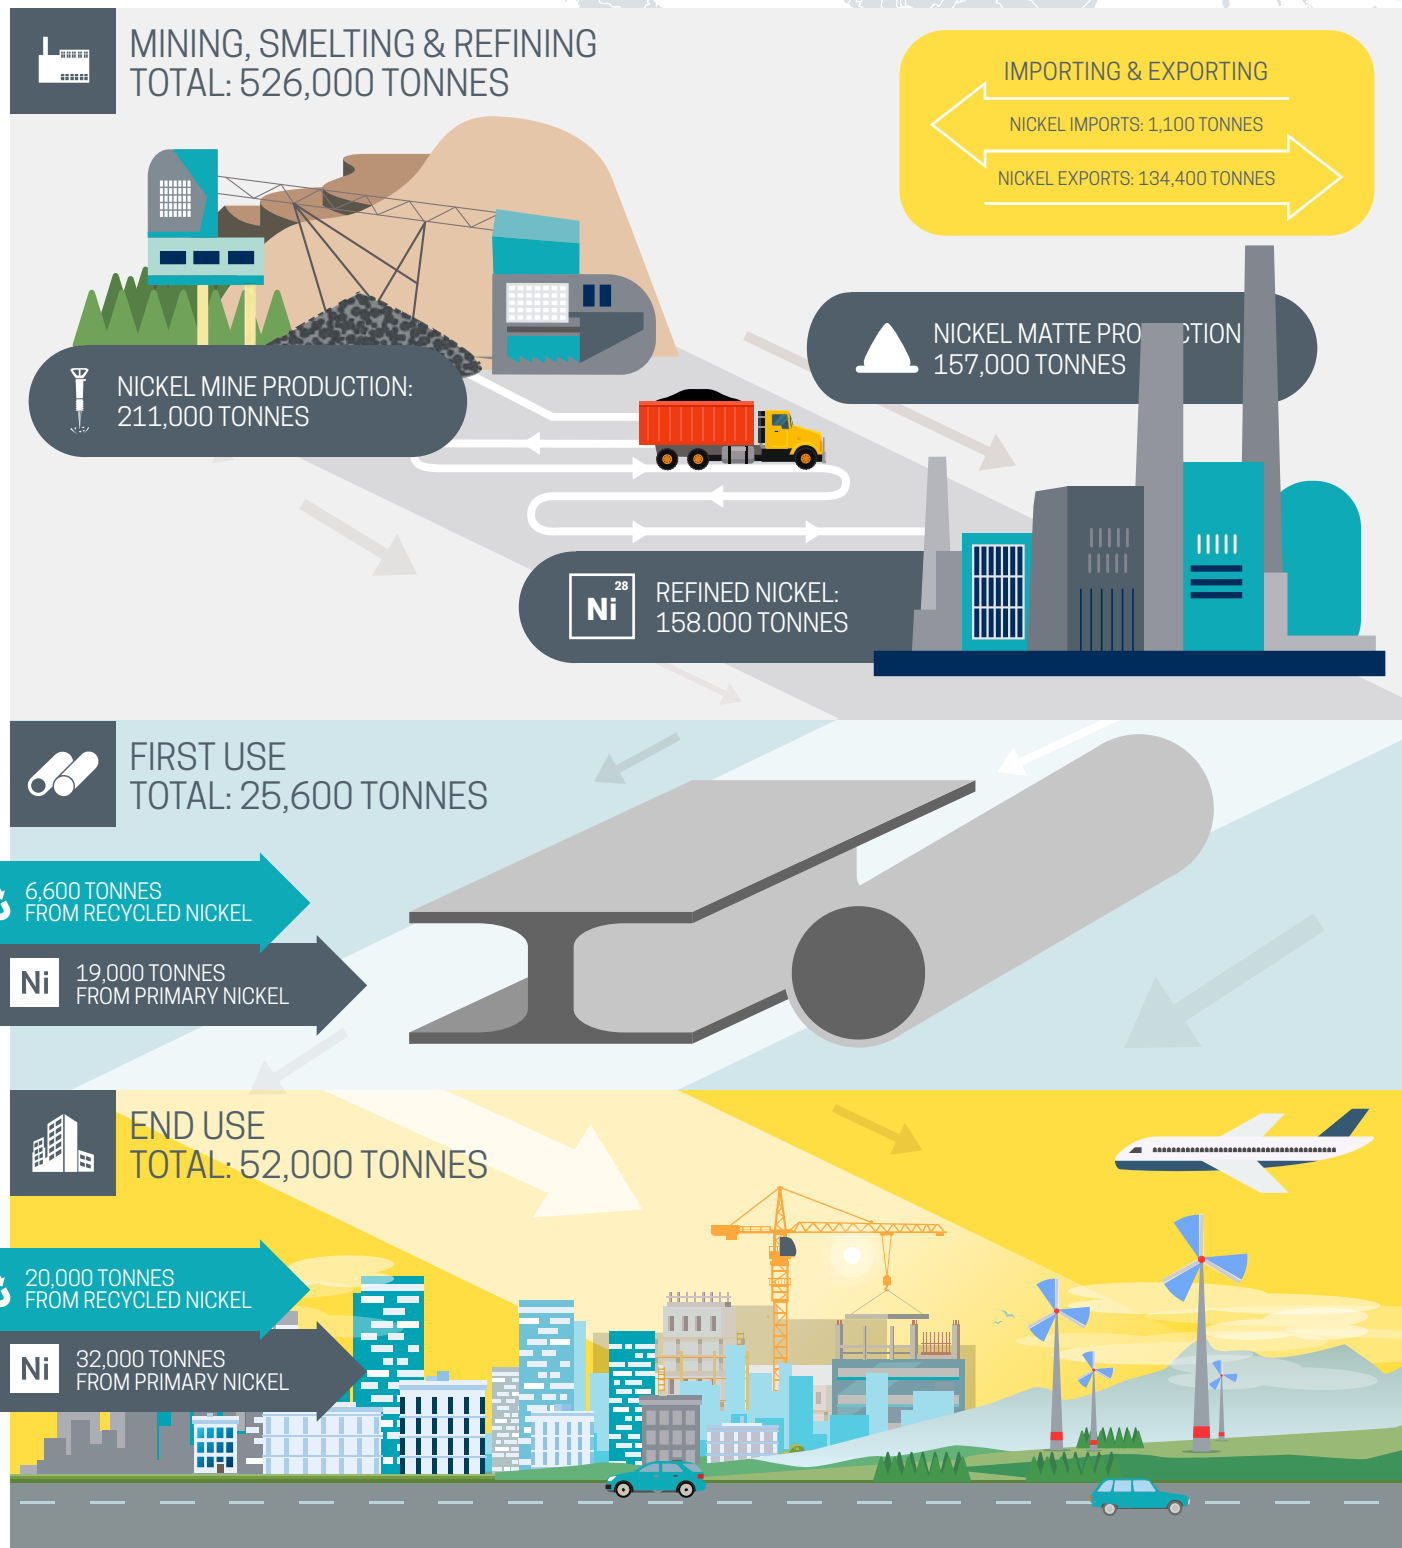 MINING, SMELTING & REFINING
TOTAL: 526,000 TONNES
IMPORTING & EXPORTING
NICKEL IMPORTS: 1,100 TONNES
NICKEL EXPORTS: 134,400 TONNES
NICKEL MATTE PRODUCTION
157,000 TONNES
NICKEL MINE PRODUCTION:
211,000 TONNES
28
Ni
REFINED NICKEL:
158.000 TONNES
FIRST USE
TOTAL: 25,600 TONNES
6,600 TONNES
FROM RECYCLED NICKEL
Ni
19,000 TONNES
FROM PRIMARY NICKEL
END USE
TOTAL: 52,000 TONNES
20,000 TONNES
FROM RECYCLED NICKEL
Ni
32,000 TONNES
FROM PRIMARY NICKEL